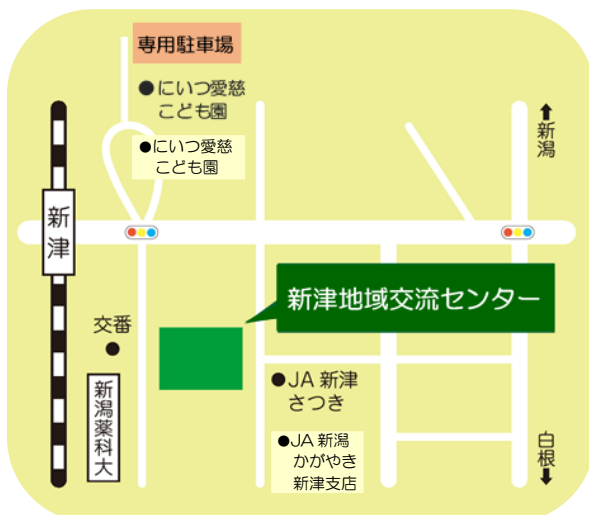 専用駐車場
●にいつ愛慈
こども園
●にいつ愛慈
こども園
新潟
新津
新津地域交流センター
交番
新潟薬科大
●JA 新津
さつき
●JA 新潟
かがやき
新津支店
白根